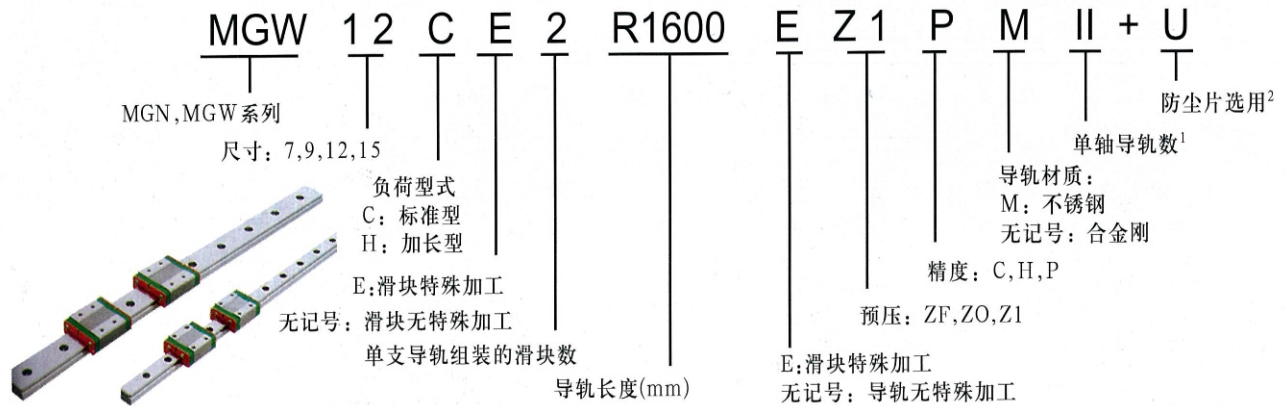 MGW 12 C E 2 R1600 E Z1 P M II + U
MGN,MGW系列
尺寸：7,9,12,15
负荷型式
C：标准型
H：加长型
E:滑块特殊加工
无记号：滑块无特殊加工
单支导轨组装的滑块数
导轨长度(mm)
E:滑块特殊加工
无记号：导轨无特殊加工
预压：ZF,ZO,Z1
精度：C,H,P
导轨材质：
M：不锈钢
无记号：合金刚
单轴导轨数¹
防尘片选用²